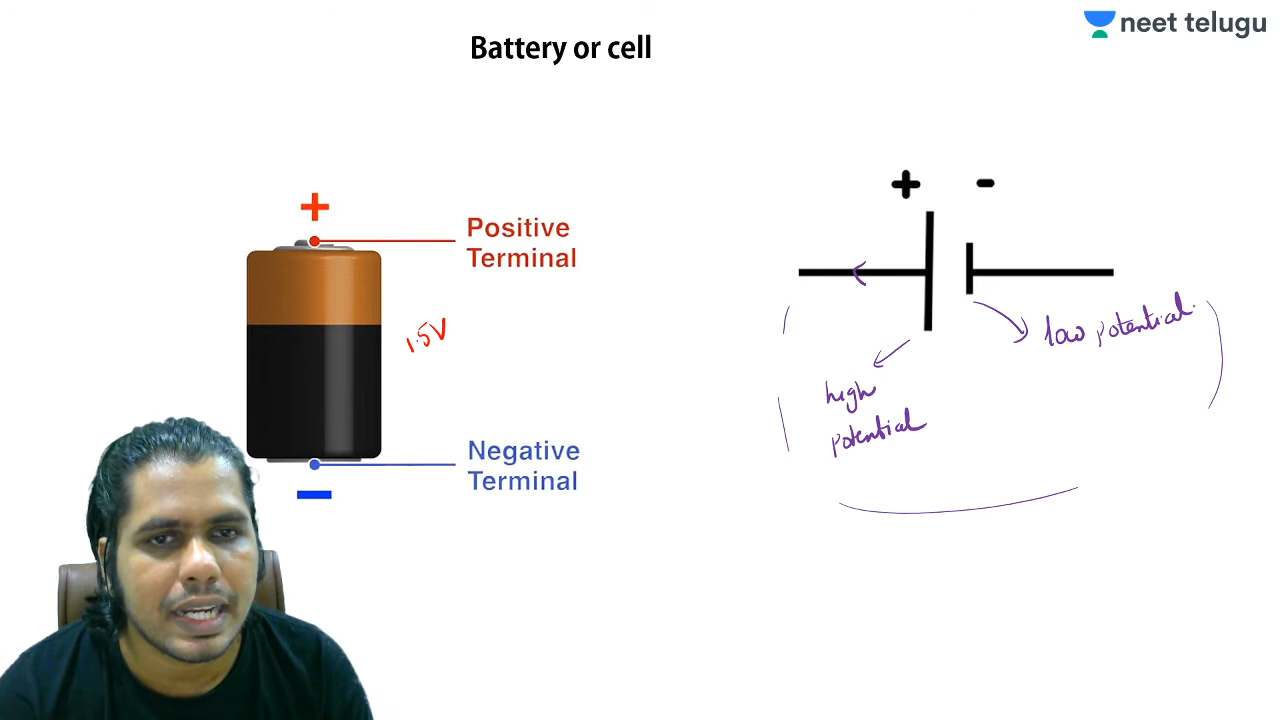 Battery or cell
neet telugu
+
Positive
Terminal
1.5V
Negative
Terminal
−
+ -
low potential.
high
potential